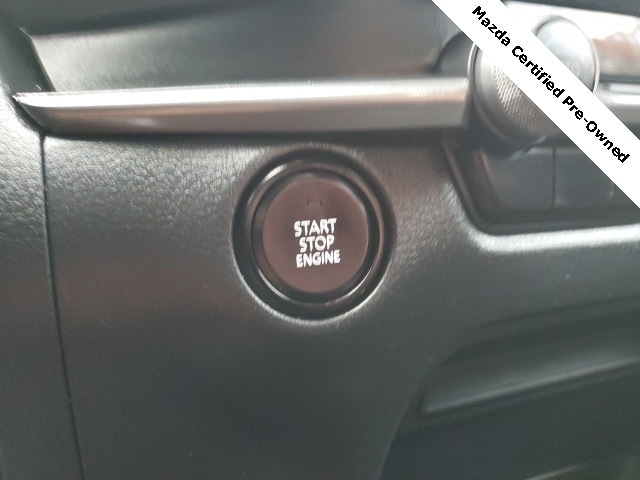 Mazda Certified Pre-Owned
START
STOP
ENGINE